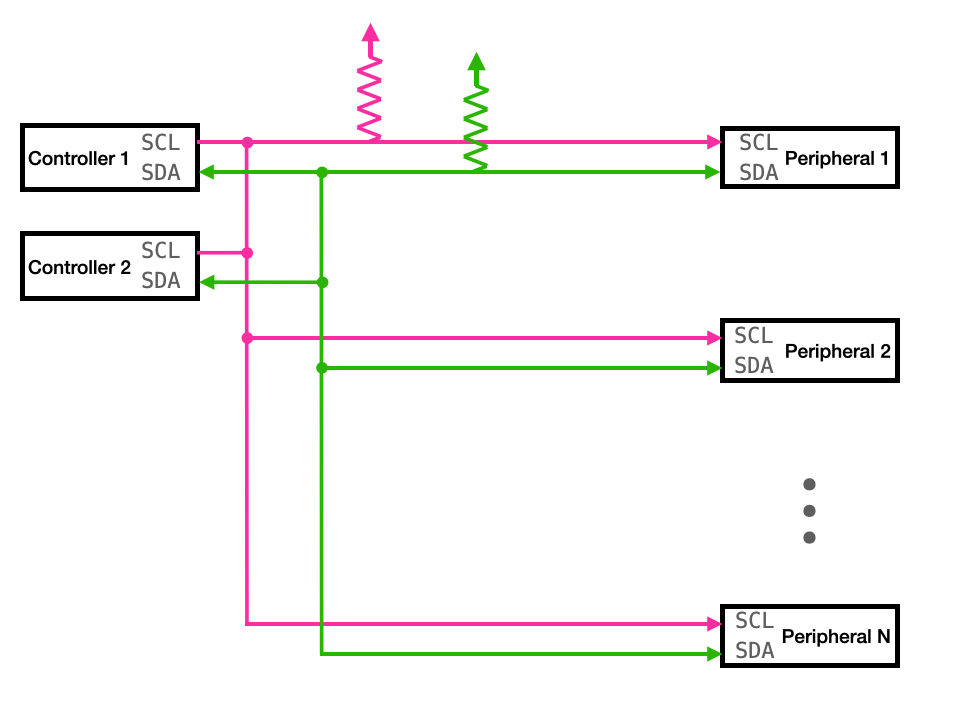 Controller 1
SCL
SDA
SCL
SDA
Peripheral 1
Controller 2
SCL
SDA
SCL
SDA
Peripheral 2
SCL
SDA
Peripheral N